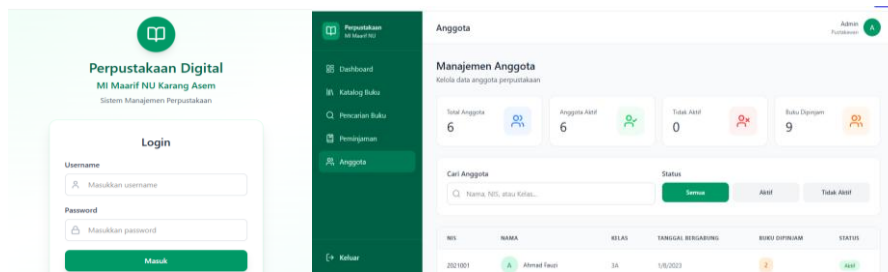 Perpustakaan Digital
MI Maarif NU Karang Asem
Sistem Manajemen Perpustakaan
Login
Username
Masukkan username
Password
Masukkan password
Masuk
Perpustakaan
MI Maarif NU
Dashboard
Katalog Buku
Pencarian Buku
Peminjaman
Anggota
Keluar
Anggota
Admin
Pustakawan
A
Manajemen Anggota
Kelola data anggota perpustakaan
Total Anggota
6
Anggota Aktif
6
Tidak Aktif
0
Buku Dipinjam
9
Cari Anggota
Nama, NIS, atau Kelas...
Status
Semua Aktif Tidak Aktif
NIS NAMA KELAS TANGGAL BERGABUNG BUKU DIPINJAM STATUS
2021001 A Ahmad Fauzi 3A 1/8/2023 2 Aktif